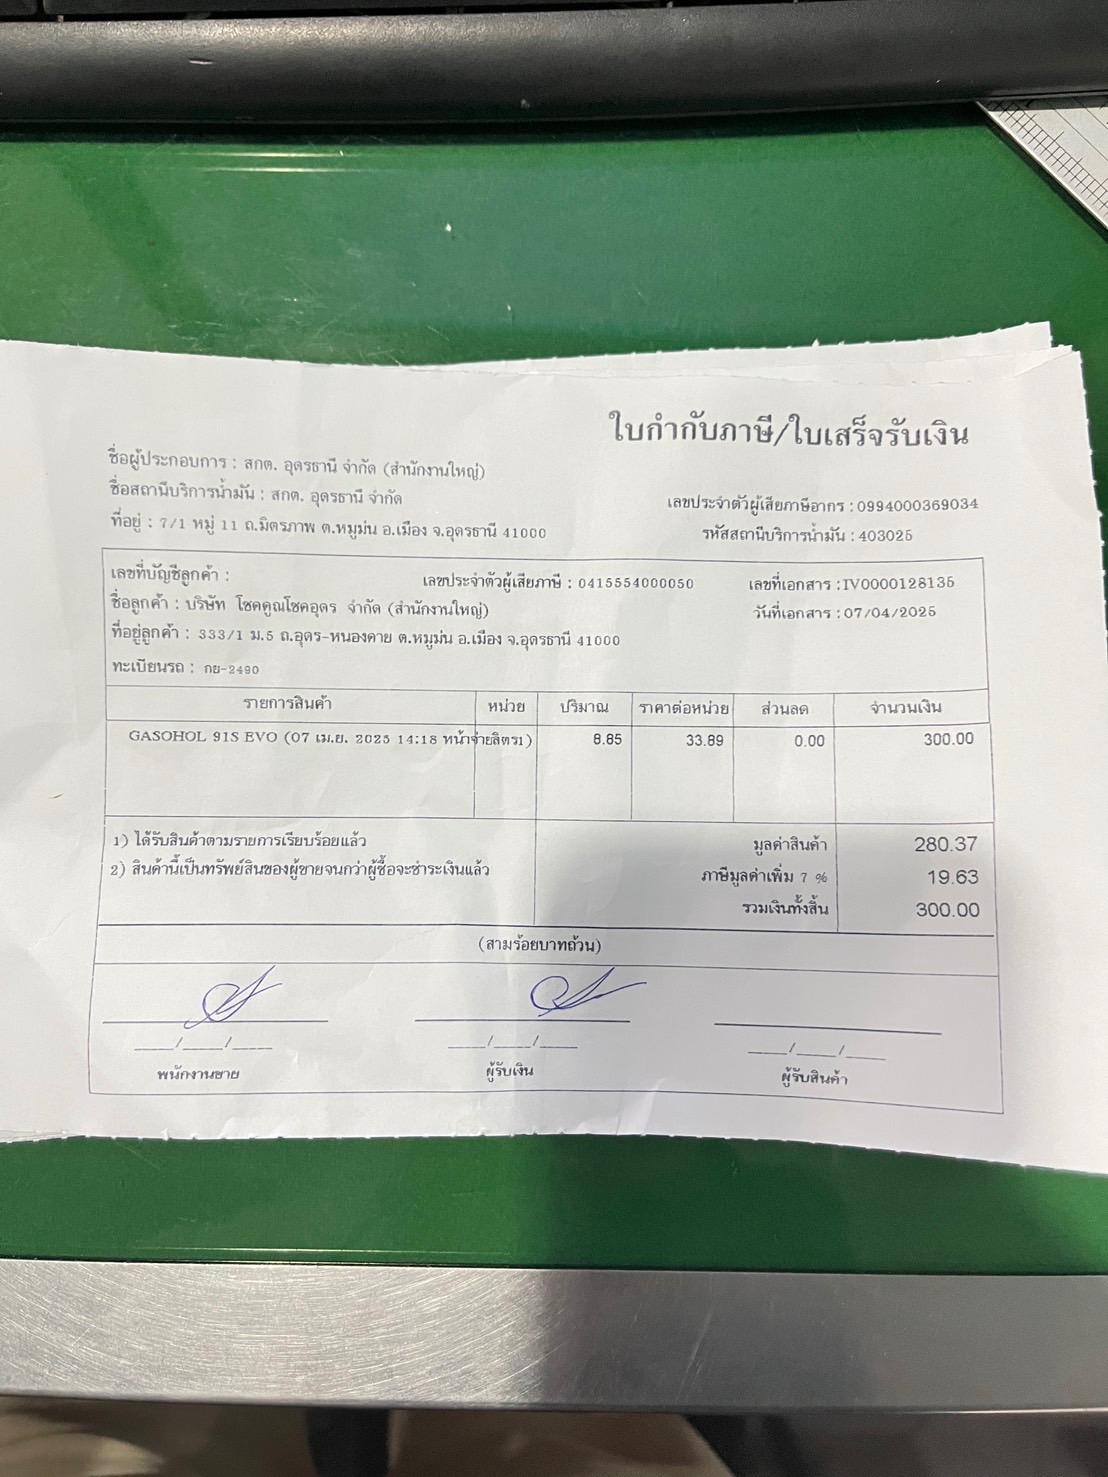 ใบกำกับภาษี/ใบเสร็จรับเงิน
ชื่อผู้ประกอบการ : สกต. อุดรธานี จำกัด (สำนักงานใหญ่)
ชื่อสถานีบริการน้ำมัน : สกต. อุดรธานี จำกัด
เลขประจำตัวผู้เสียภาษีอากร : 0994000369034
ที่อยู่ : 7/1 หมู่ 11 ถ.มิตรภาพ ต.หมูม่น อ.เมือง จ.อุดรธานี 41000
รหัสสถานีบริการน้ำมัน : 403025
เลขที่บัญชีลูกค้า : เลขประจำตัวผู้เสียภาษี : 0415554000050 เลขที่เอกสาร : IV0000128135
ชื่อลูกค้า : บริษัท โชคคูณโชคอุดร จำกัด (สำนักงานใหญ่) วันที่เอกสาร : 07/04/2025
ที่อยู่ลูกค้า : 333/1 ม.5 ถ.อุดร-หนองคาย ต.หมูม่น อ.เมือง จ.อุดรธานี 41000
ทะเบียนรถ : กย-2490
รายการสินค้า หน่วย ปริมาณ ราคาต่อหน่วย ส่วนลด จำนวนเงิน
GASOHOL 91S EVO (07 เม.ย. 2025 14:18 หน้าจ่ายลิตร1) 8.85 33.89 0.00 300.00
1) ได้รับสินค้าตามรายการเรียบร้อยแล้ว มูลค่าสินค้า 280.37
2) สินค้านี้เป็นทรัพย์สินของผู้ขายจนกว่าผู้ซื้อจะชำระเงินแล้ว ภาษีมูลค่าเพิ่ม 7 % 19.63
รวมเงินทั้งสิ้น 300.00
(สามร้อยบาทถ้วน)
___/___/___ ___/___/___ ___/___/___
พนักงานขาย ผู้รับเงิน ผู้รับสินค้า